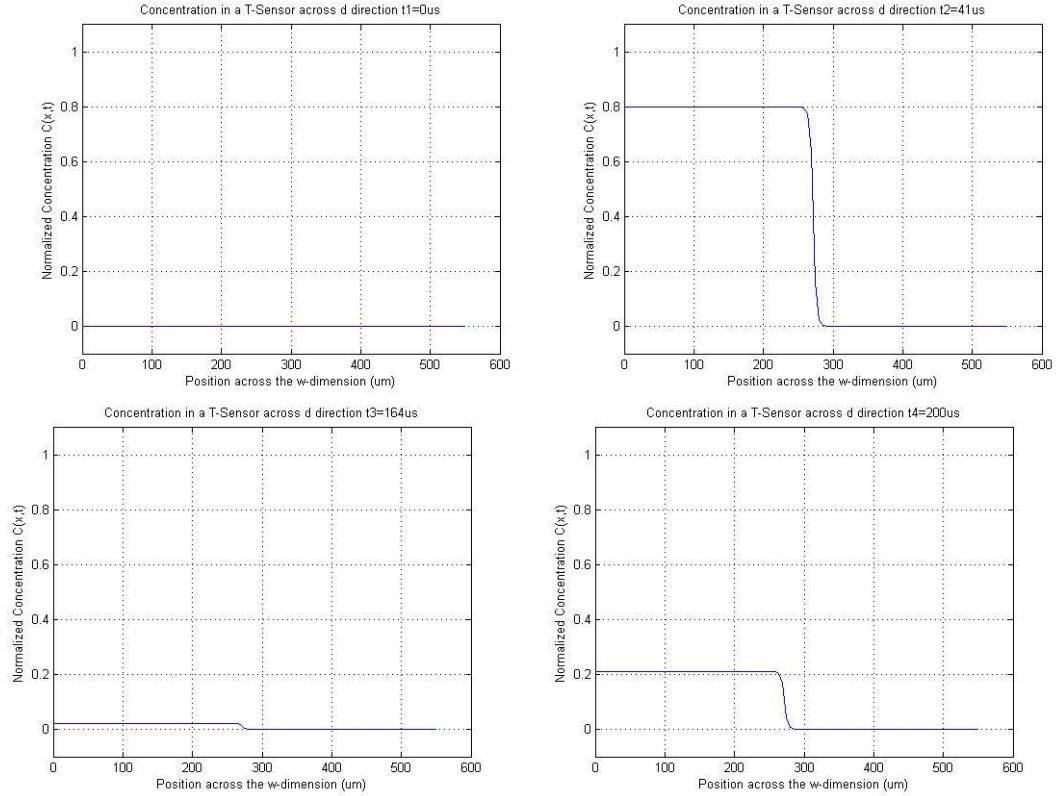 Concentration in a T-Sensor across d direction t1=0us
1
0.8
0.6
0.4
0.2
0
Normalized Concentration C(x,t)
0 100 200 300 400 500 600
Position across the w-dimension (um)
Concentration in a T-Sensor across d direction t2=41us
1
0.8
0.6
0.4
0.2
0
Normalized Concentration C(x,t)
0 100 200 300 400 500 600
Position across the w-dimension (um)
Concentration in a T-Sensor across d direction t3=164us
1
0.8
0.6
0.4
0.2
0
Normalized Concentration C(x,t)
0 100 200 300 400 500 600
Position across the w-dimension (um)
Concentration in a T-Sensor across d direction t4=200us
1
0.8
0.6
0.4
0.2
0
Normalized Concentration C(x,t)
0 100 200 300 400 500 600
Position across the w-dimension (um)